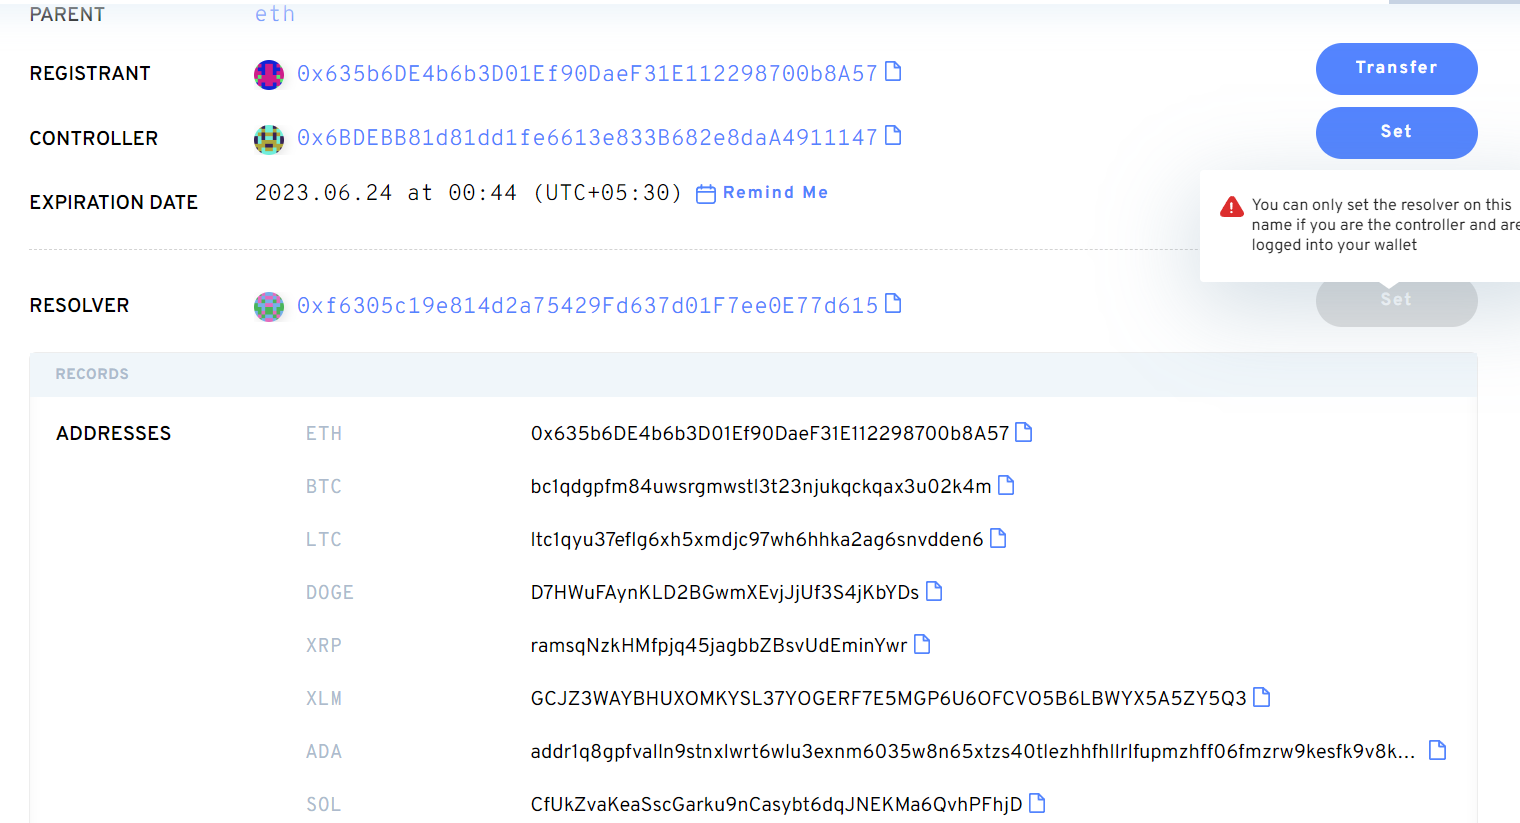 PARENT eth
REGISTRANT 0x635b6DE4b6b3D01Ef90DaeF31E112298700b8A57 Transfer
CONTROLLER 0x6BDEBB81d81dd1fe6613e833B682e8daA4911147 Set
EXPIRATION DATE 2023.06.24 at 00:44 (UTC+05:30) Remind Me
You can only set the resolver on this
name if you are the controller and are
logged into your wallet
RESOLVER 0xf6305c19e814d2a75429Fd637d01F7ee0E77d615 Set
RECORDS
ADDRESSES ETH 0x635b6DE4b6b3D01Ef90DaeF31E112298700b8A57
BTC bc1qdgpfm84uwsrgmwstl3t23njukqckqax3u02k4m
LTC ltc1qyu37eflg6xh5xmdjc97wh6hhka2ag6snvdden6
DOGE D7HWuFAynKLD2BGwmXEvjJjUf3S4jKbYDs
XRP ramsqNzkHMfpjq45jagbbZBsvUdEminYwr
XLM GCJZ3WAYBHUXOMKYSL37YOGERF7E5MGP6U6OFCVO5B6LBWYX5A5ZY5Q3
ADA addr1q8gpfvalln9stnxlwrt6wlu3exnm6035w8n65xtzs40tlezhhfhllrlfupmzhff06fmzrw9kesfk9v8k...
SOL CfUkZvaKeaSscGarku9nCasybt6dqJNEKMa6QvhPFhjD